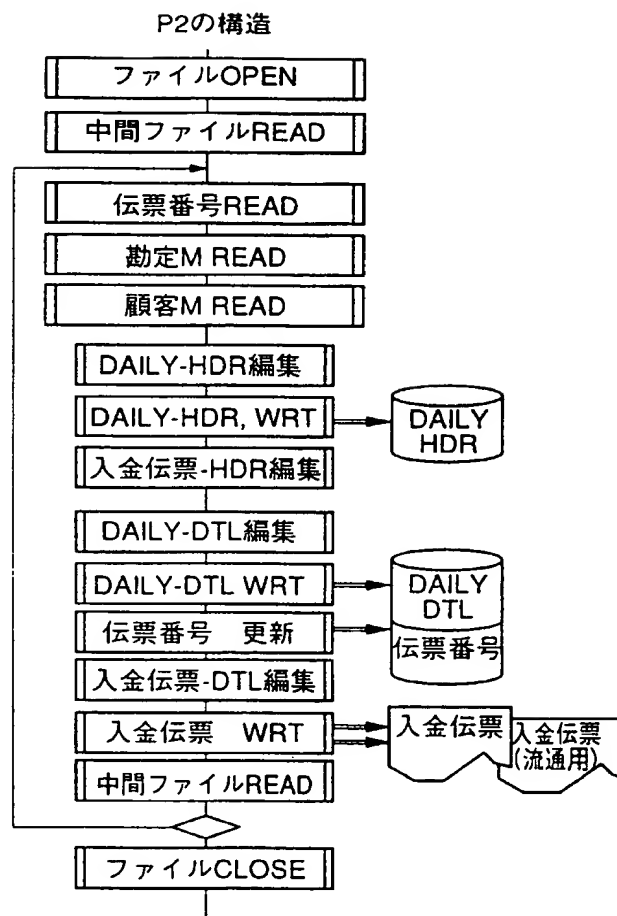 P2の構造
ファイルOPEN
中間ファイルREAD
伝票番号READ
勘定M READ
顧客M READ
DAILY-HDR編集
DAILY-HDR, WRT
DAILY
HDR
入金伝票-HDR編集
DAILY-DTL編集
DAILY-DTL WRT
DAILY
DTL
伝票番号 更新
伝票番号
入金伝票-DTL編集
入金伝票 WRT
入金伝票
入金伝票
(流通用)
中間ファイルREAD
ファイルCLOSE